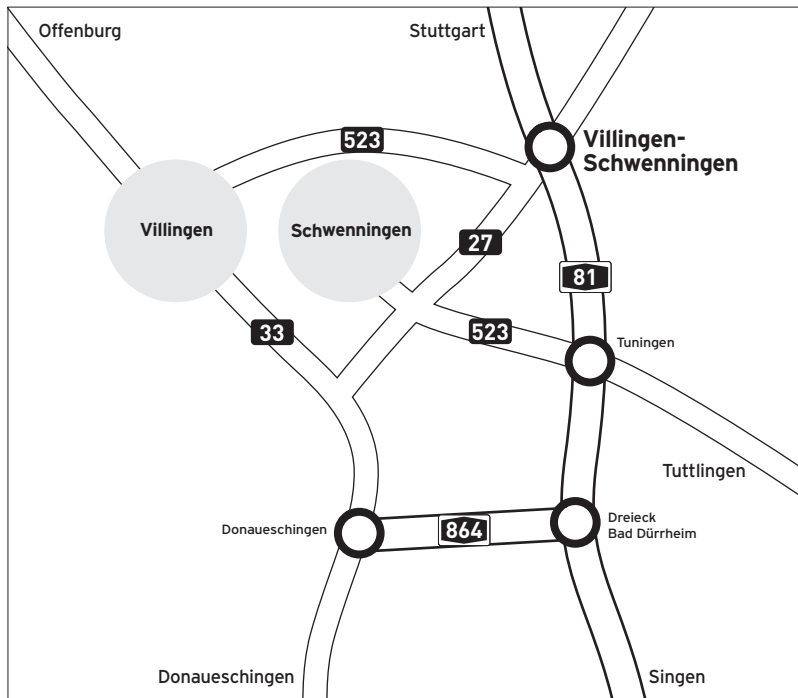 Offenburg
Stuttgart
523
Villingen-
Schwenningen
Villingen
Schwenningen
27
81
33
523
Tuningen
Tuttlingen
Donaueschingen
864
Dreieck
Bad Dürrheim
Donaueschingen
Singen